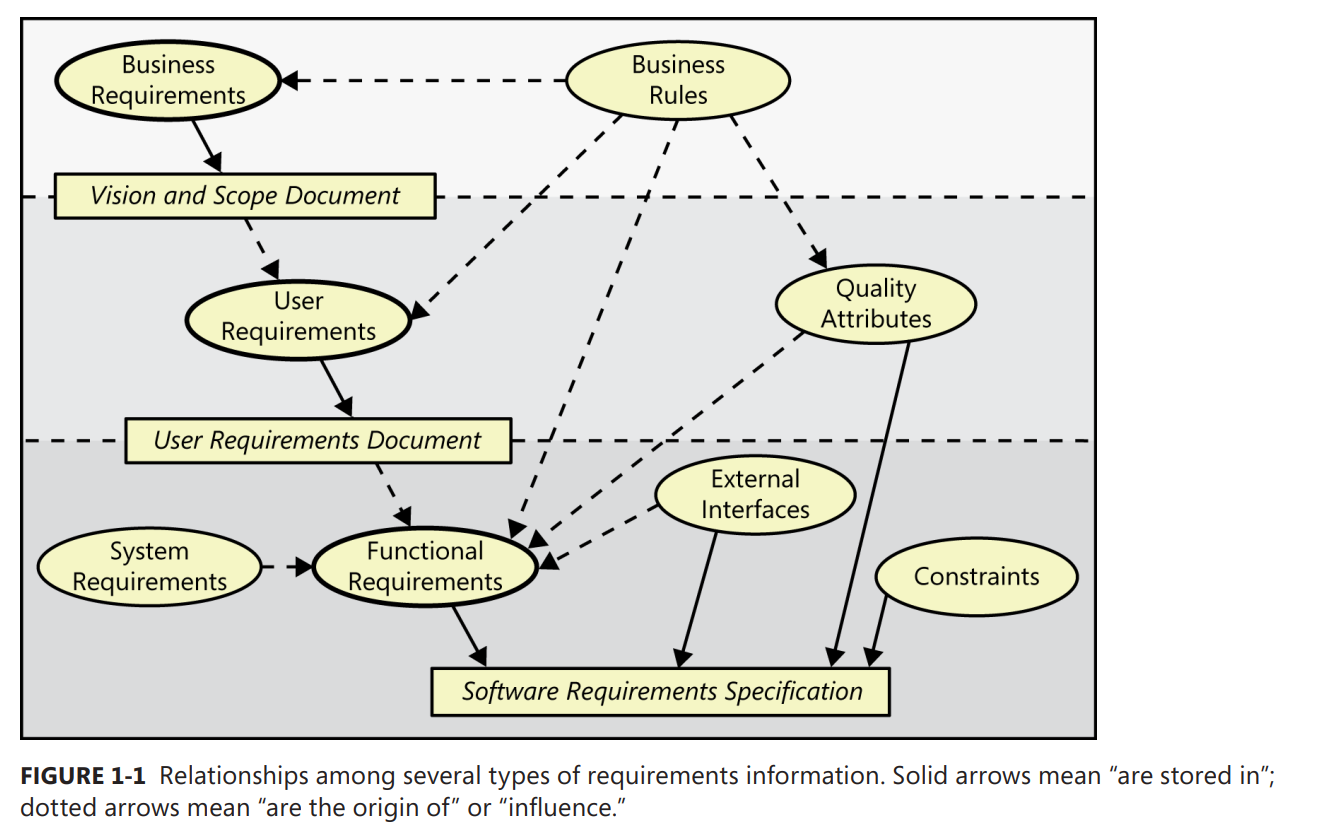 Business
Requirements
Business
Rules
Vision and Scope Document
User
Requirements
Quality
Attributes
User Requirements Document
External
Interfaces
System
Requirements
Functional
Requirements
Constraints
Software Requirements Specification
FIGURE 1-1 Relationships among several types of requirements information. Solid arrows mean “are stored in”;
dotted arrows mean “are the origin of” or “influence.”